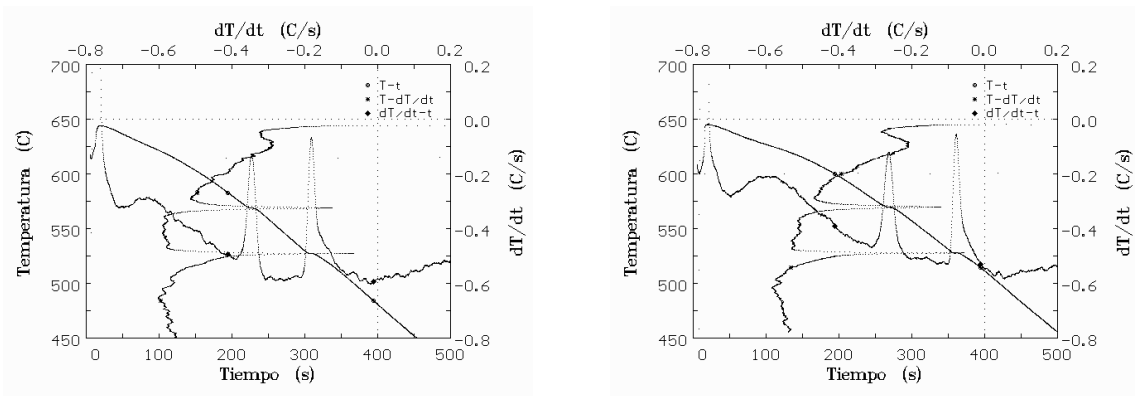 dT/dt (C/s)
-0.8 -0.6 -0.4 -0.2 0.0 0.2
700 650 600 550 500 450
Temperatura (C)
T-t
T-dT/dt
dT/dt-t
0.2 0.0 -0.2 -0.4 -0.6 -0.8
dT/dt (C/s)
0 100 200 300 400 500
Tiempo (s)
dT/dt (C/s)
-0.8 -0.6 -0.4 -0.2 0.0 0.2
700 650 600 550 500 450
Temperatura (C)
T-t
T-dT/dt
dT/dt-t
0.2 0.0 -0.2 -0.4 -0.6 -0.8
dT/dt (C/s)
0 100 200 300 400 500
Tiempo (s)